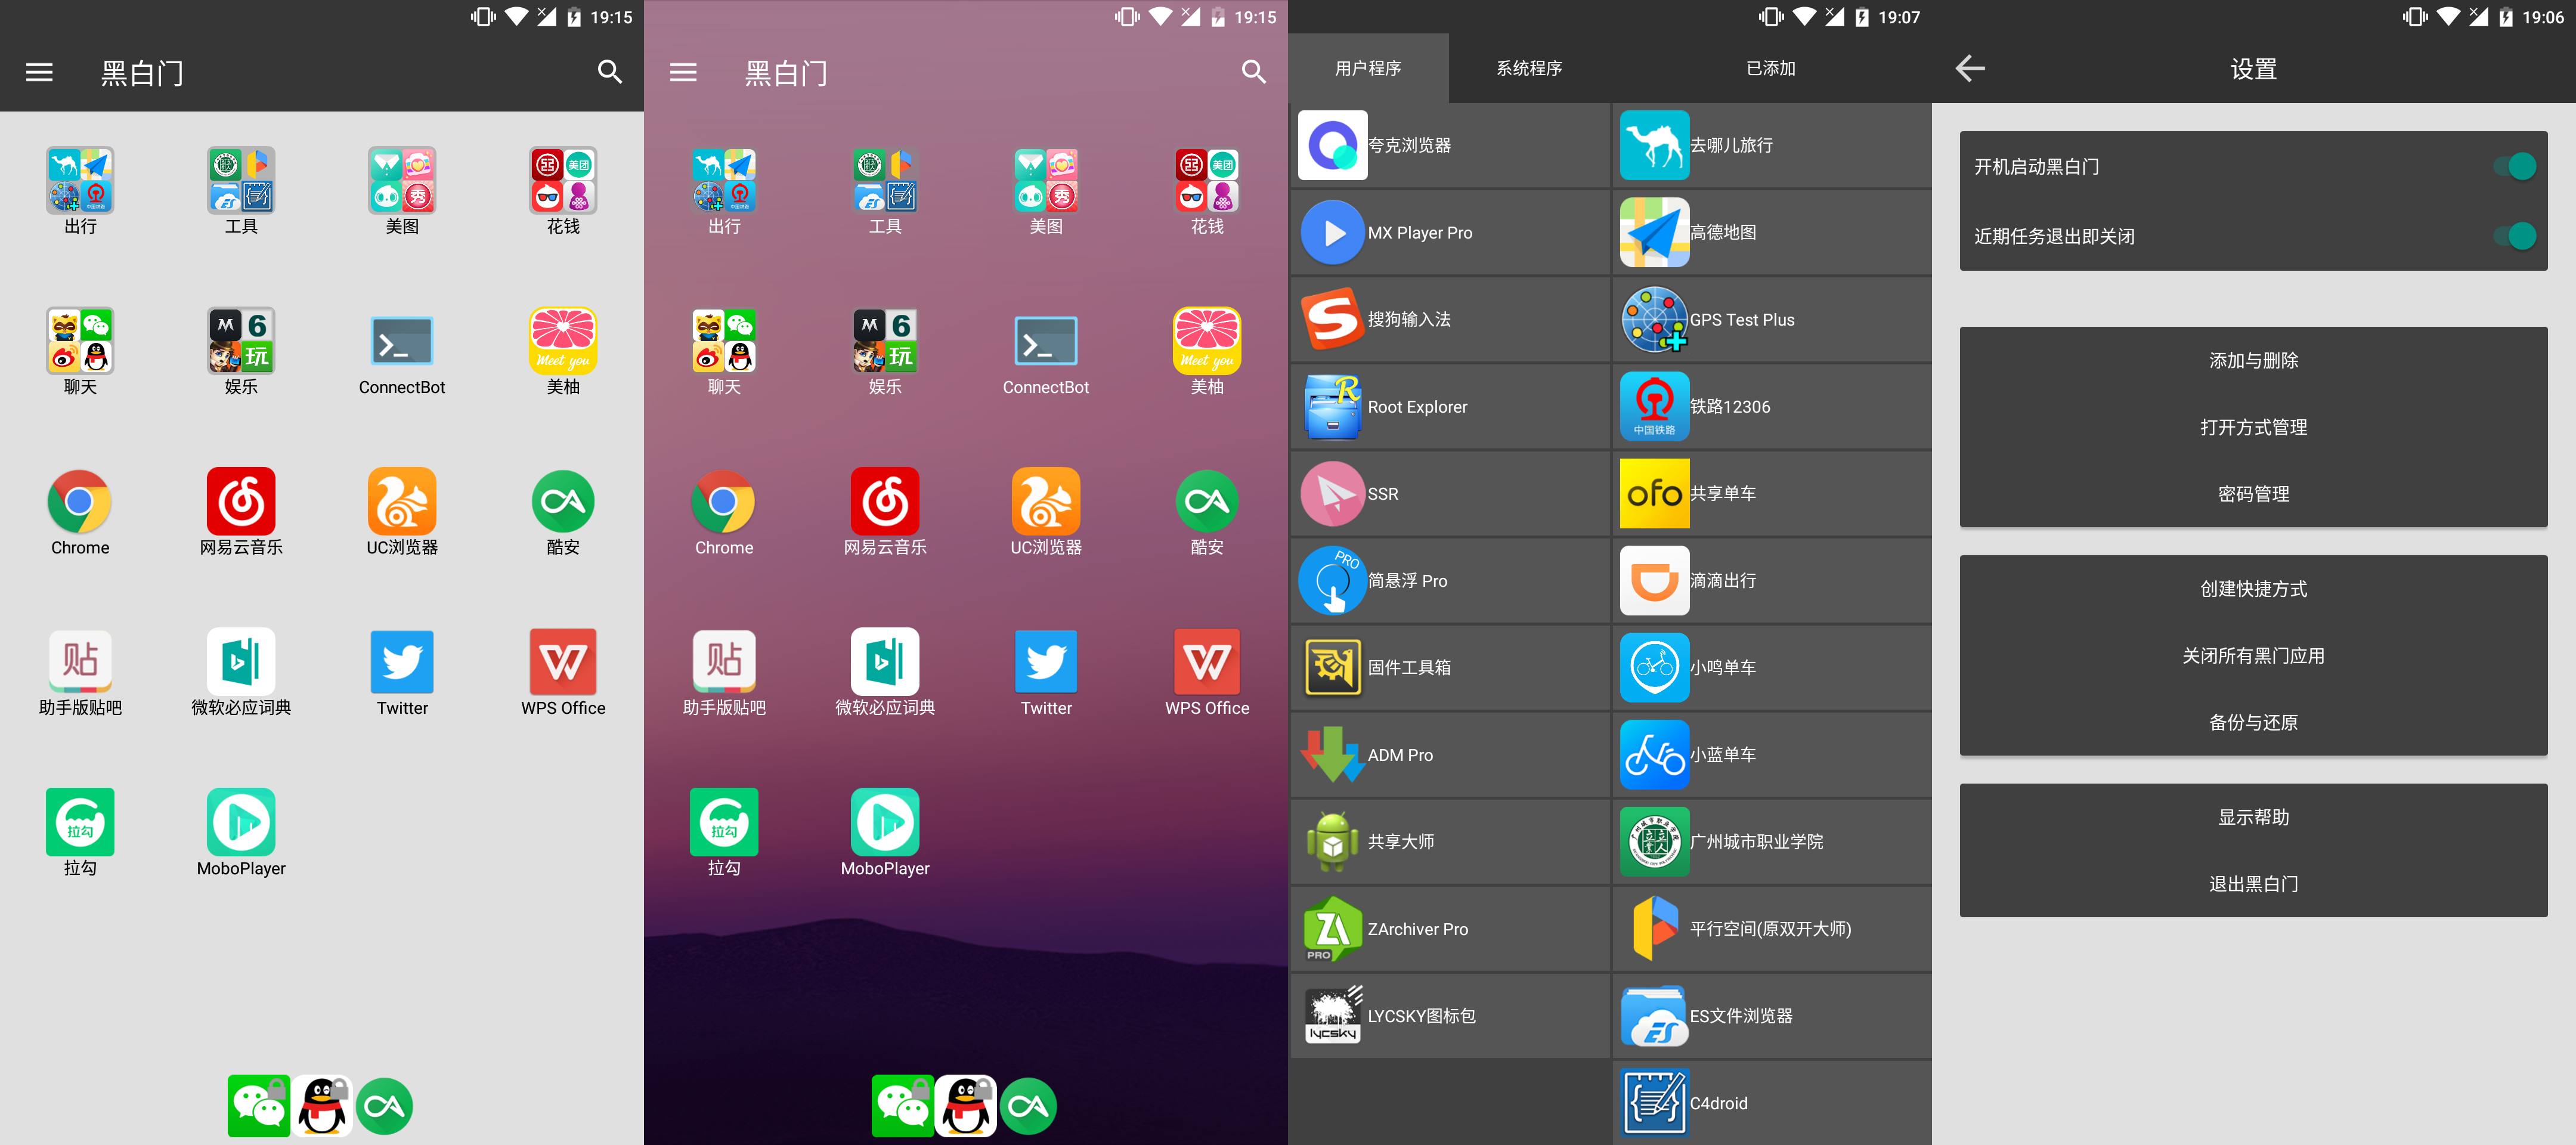 19:15
黑白门
出行
工具
美图
花钱
聊天
娱乐
ConnectBot
美柚
Chrome
网易云音乐
UC浏览器
酷安
助手版贴吧
微软必应词典
Twitter
WPS Office
拉勾
MoboPlayer
19:15
黑白门
出行
工具
美图
花钱
聊天
娱乐
ConnectBot
美柚
Chrome
网易云音乐
UC浏览器
酷安
助手版贴吧
微软必应词典
Twitter
WPS Office
拉勾
MoboPlayer
19:07
用户程序
系统程序
已添加
夸克浏览器
去哪儿旅行
MX Player Pro
高德地图
搜狗输入法
GPS Test Plus
Root Explorer
铁路12306
中国铁路
SSR
ofo
共享单车
PRO
简悬浮 Pro
滴滴出行
固件工具箱
小鸣单车
ADM Pro
小蓝单车
共享大师
广州城市职业学院
PRO
ZArchiver Pro
平行空间(原双开大师)
lycsky
LYCSKY图标包
ES
ES文件浏览器
C4droid
19:06
设置
开机启动黑白门
近期任务退出即关闭
添加与删除
打开方式管理
密码管理
创建快捷方式
关闭所有黑门应用
备份与还原
显示帮助
退出黑白门